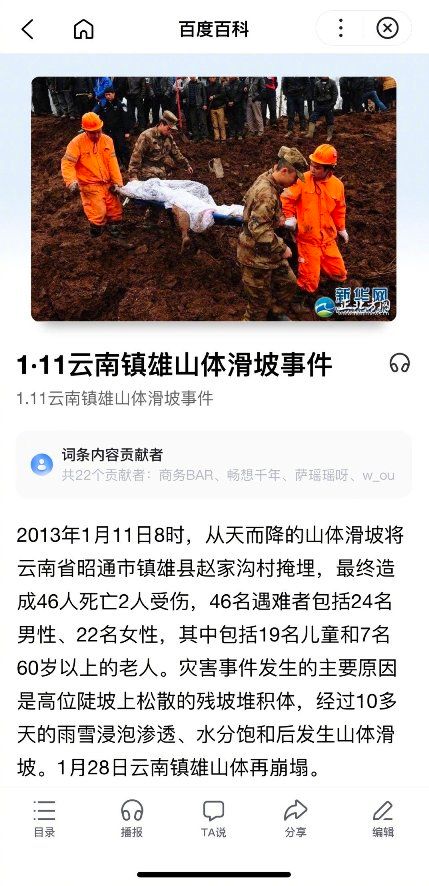 百度百科
新华网
正北方网
1·11云南镇雄山体滑坡事件
1.11云南镇雄山体滑坡事件
词条内容贡献者
共22个贡献者：商务BAR、畅想千年、萨瑶瑶呀、w_ou
2013年1月11日8时，从天而降的山体滑坡将
云南省昭通市镇雄县赵家沟村掩埋，最终造
成46人死亡2人受伤，46名遇难者包括24名
男性、22名女性，其中包括19名儿童和7名
60岁以上的老人。灾害事件发生的主要原因
是高位陡坡上松散的残坡堆积体，经过10多
天的雨雪浸泡渗透、水分饱和后发生山体滑
坡。1月28日云南镇雄山体再崩塌。
目录 播报 TA说 分享 编辑